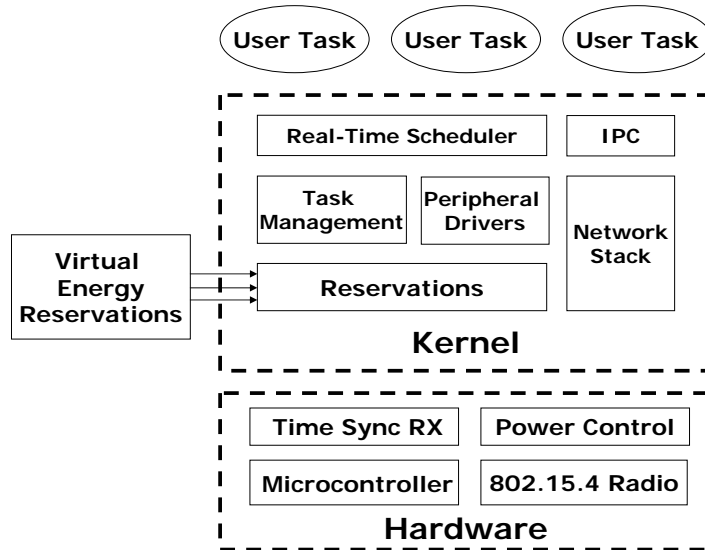 User Task
User Task
User Task
Real-Time Scheduler
IPC
Task
Management
Peripheral
Drivers
Network
Stack
Virtual
Energy
Reservations
Reservations
Kernel
Time Sync RX
Power Control
Microcontroller
802.15.4 Radio
Hardware